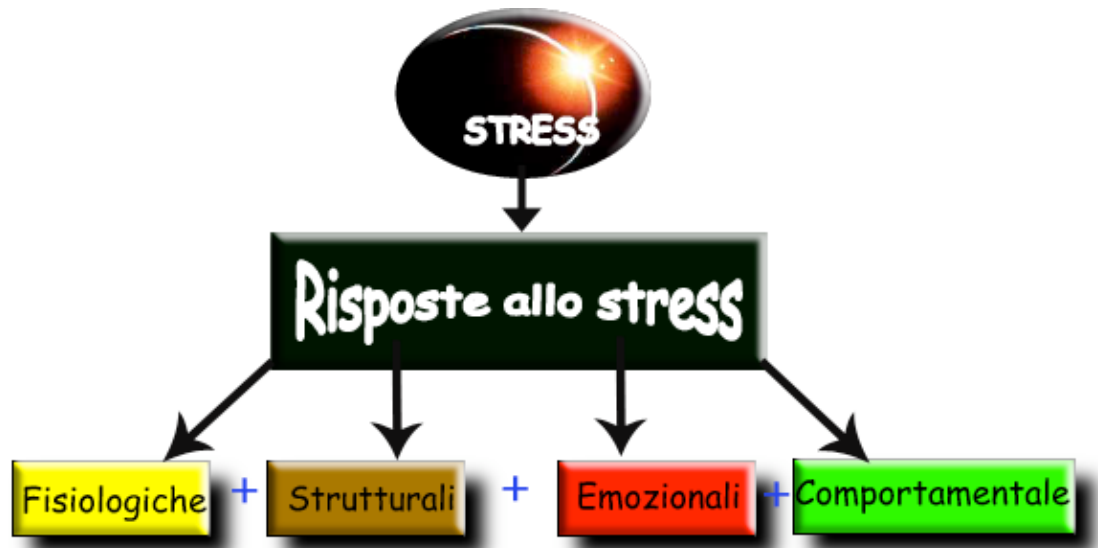 STRESS
Risposte allo stress
Fisiologiche + Strutturali + Emozionali + Comportamentale